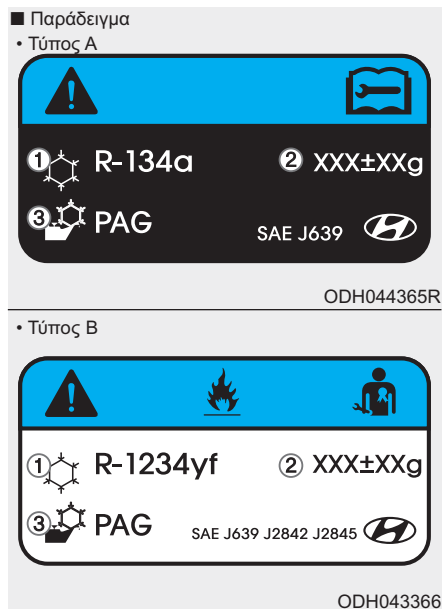 ■ Παράδειγμα
• Τύπος A
① R-134a ② XXX±XXg
③ PAG SAE J639
ODH044365R
• Τύπος B
① R-1234yf ② XXX±XXg
③ PAG SAE J639 J2842 J2845
ODH043366